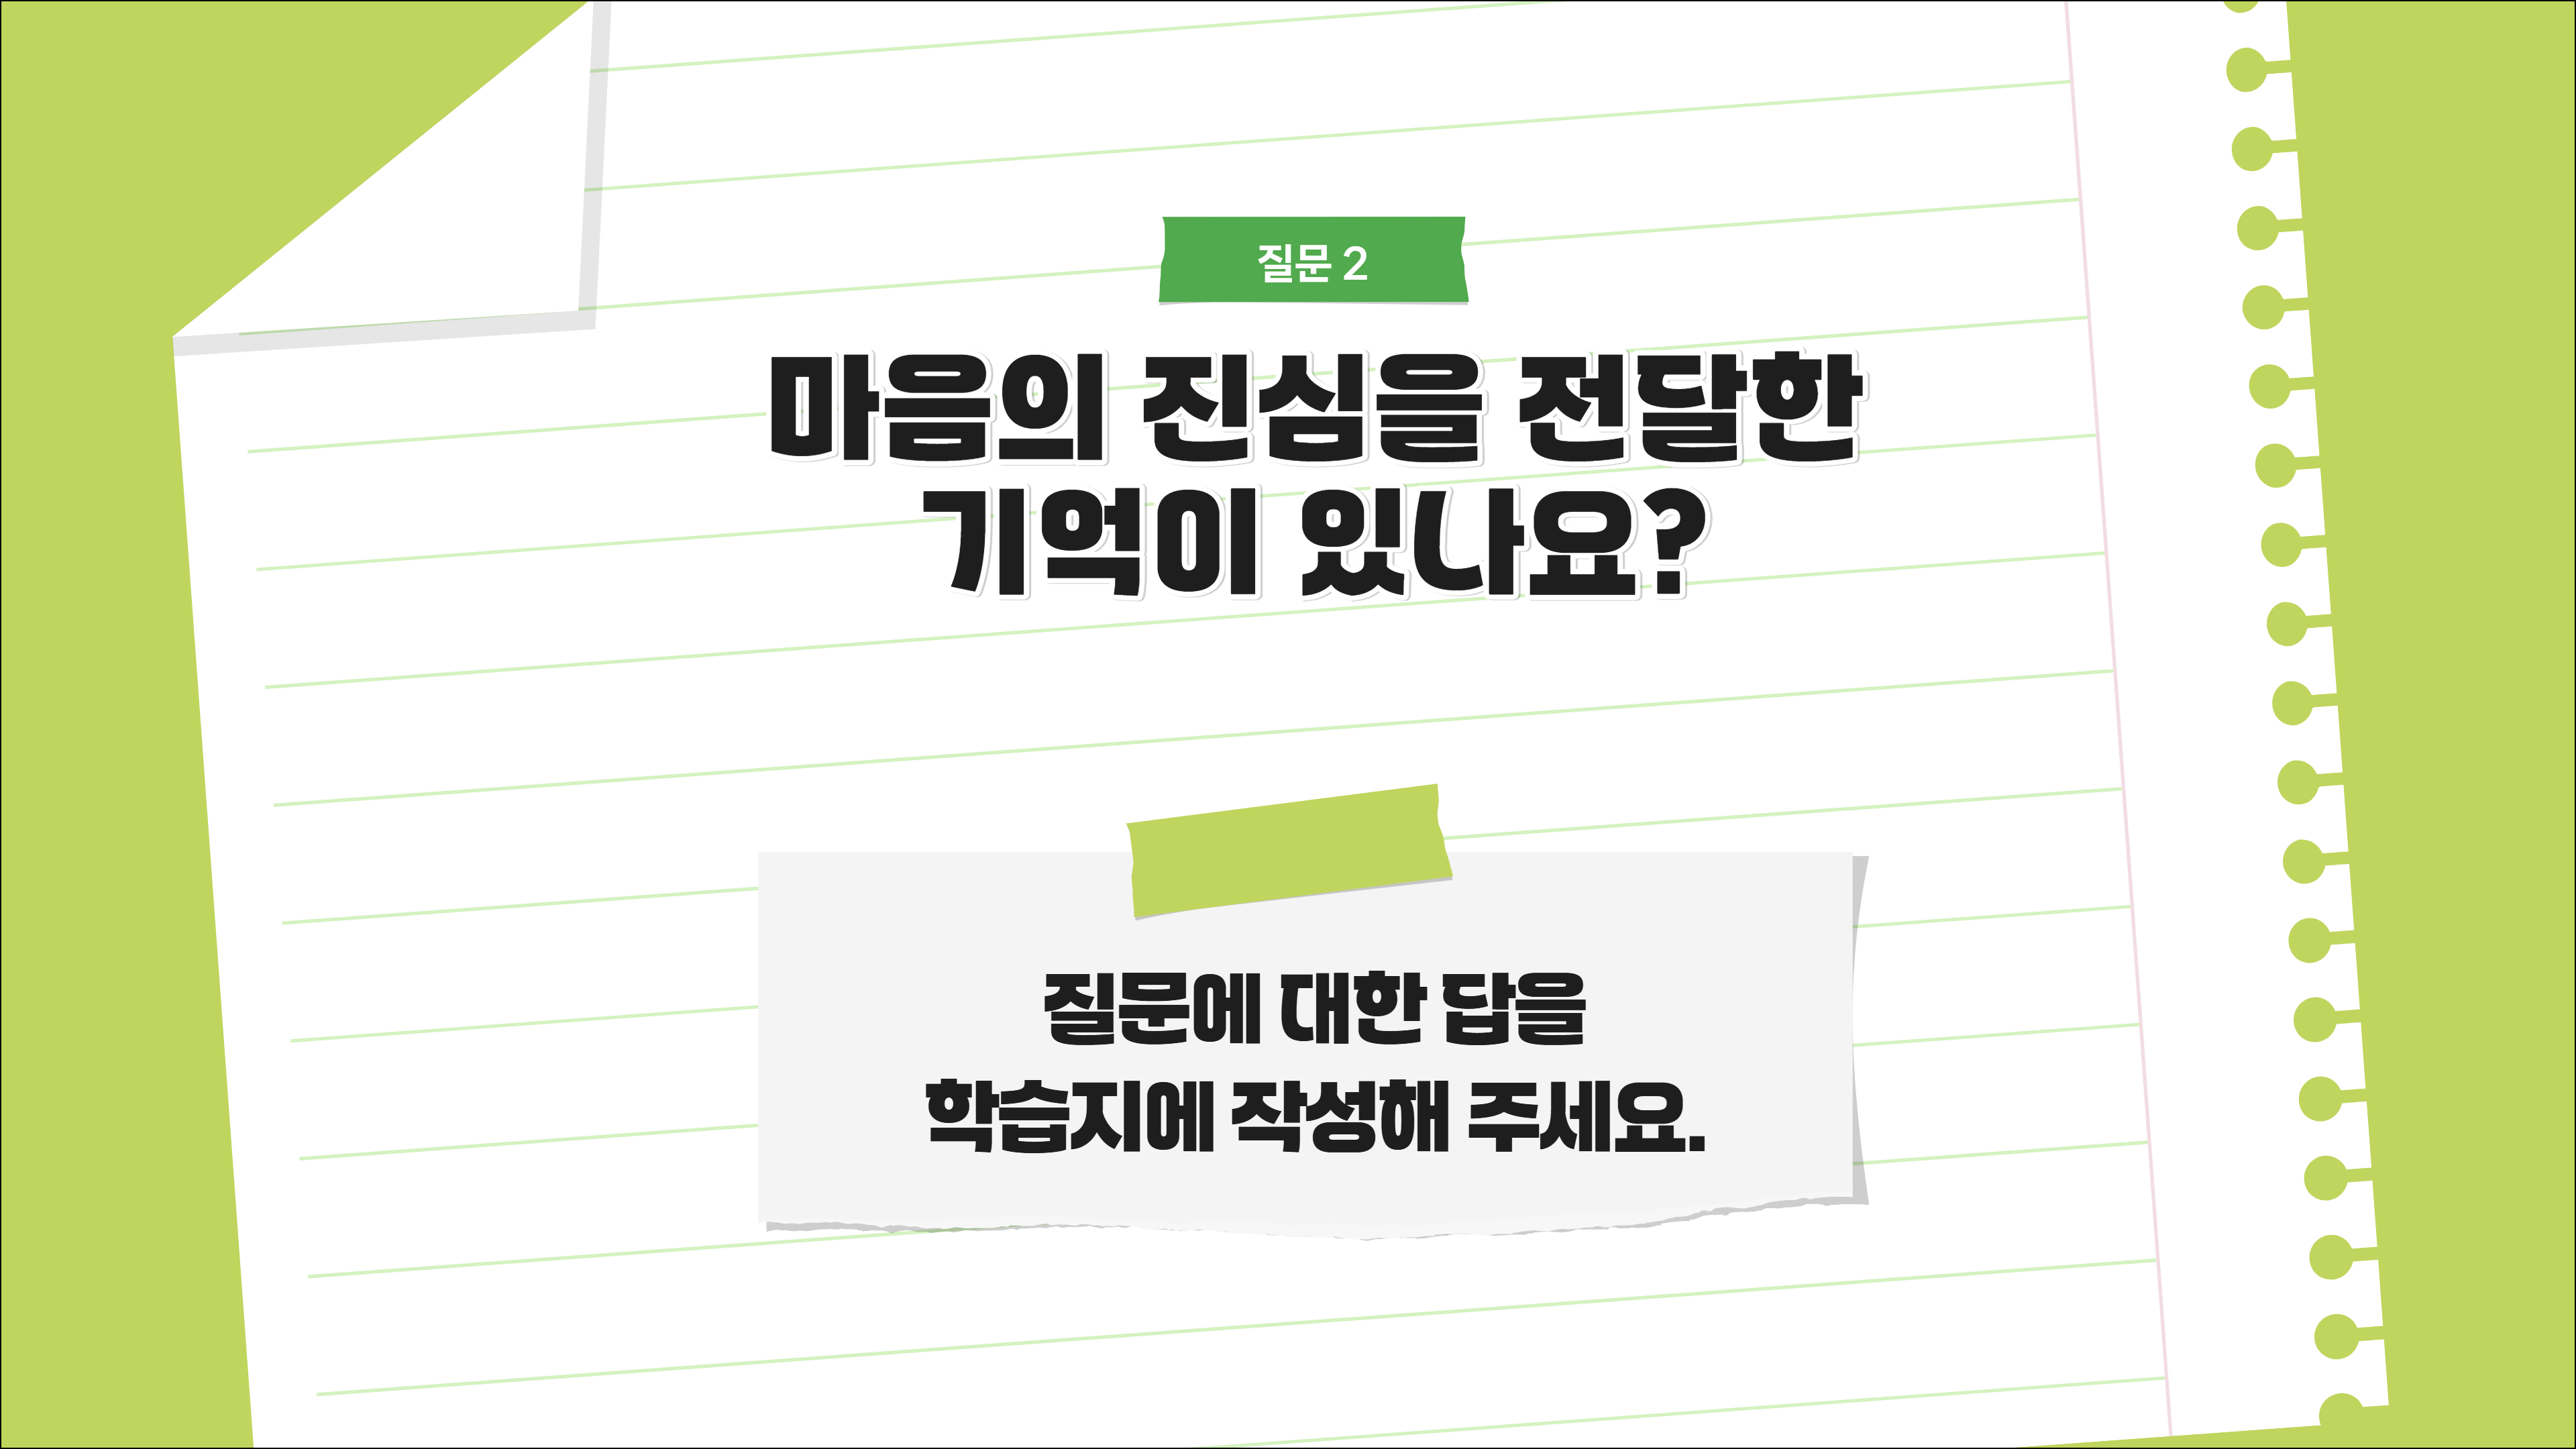 질문 2
마음의 진심을 전달한
기억이 있나요?
질문에 대한 답을
학습지에 작성해 주세요.